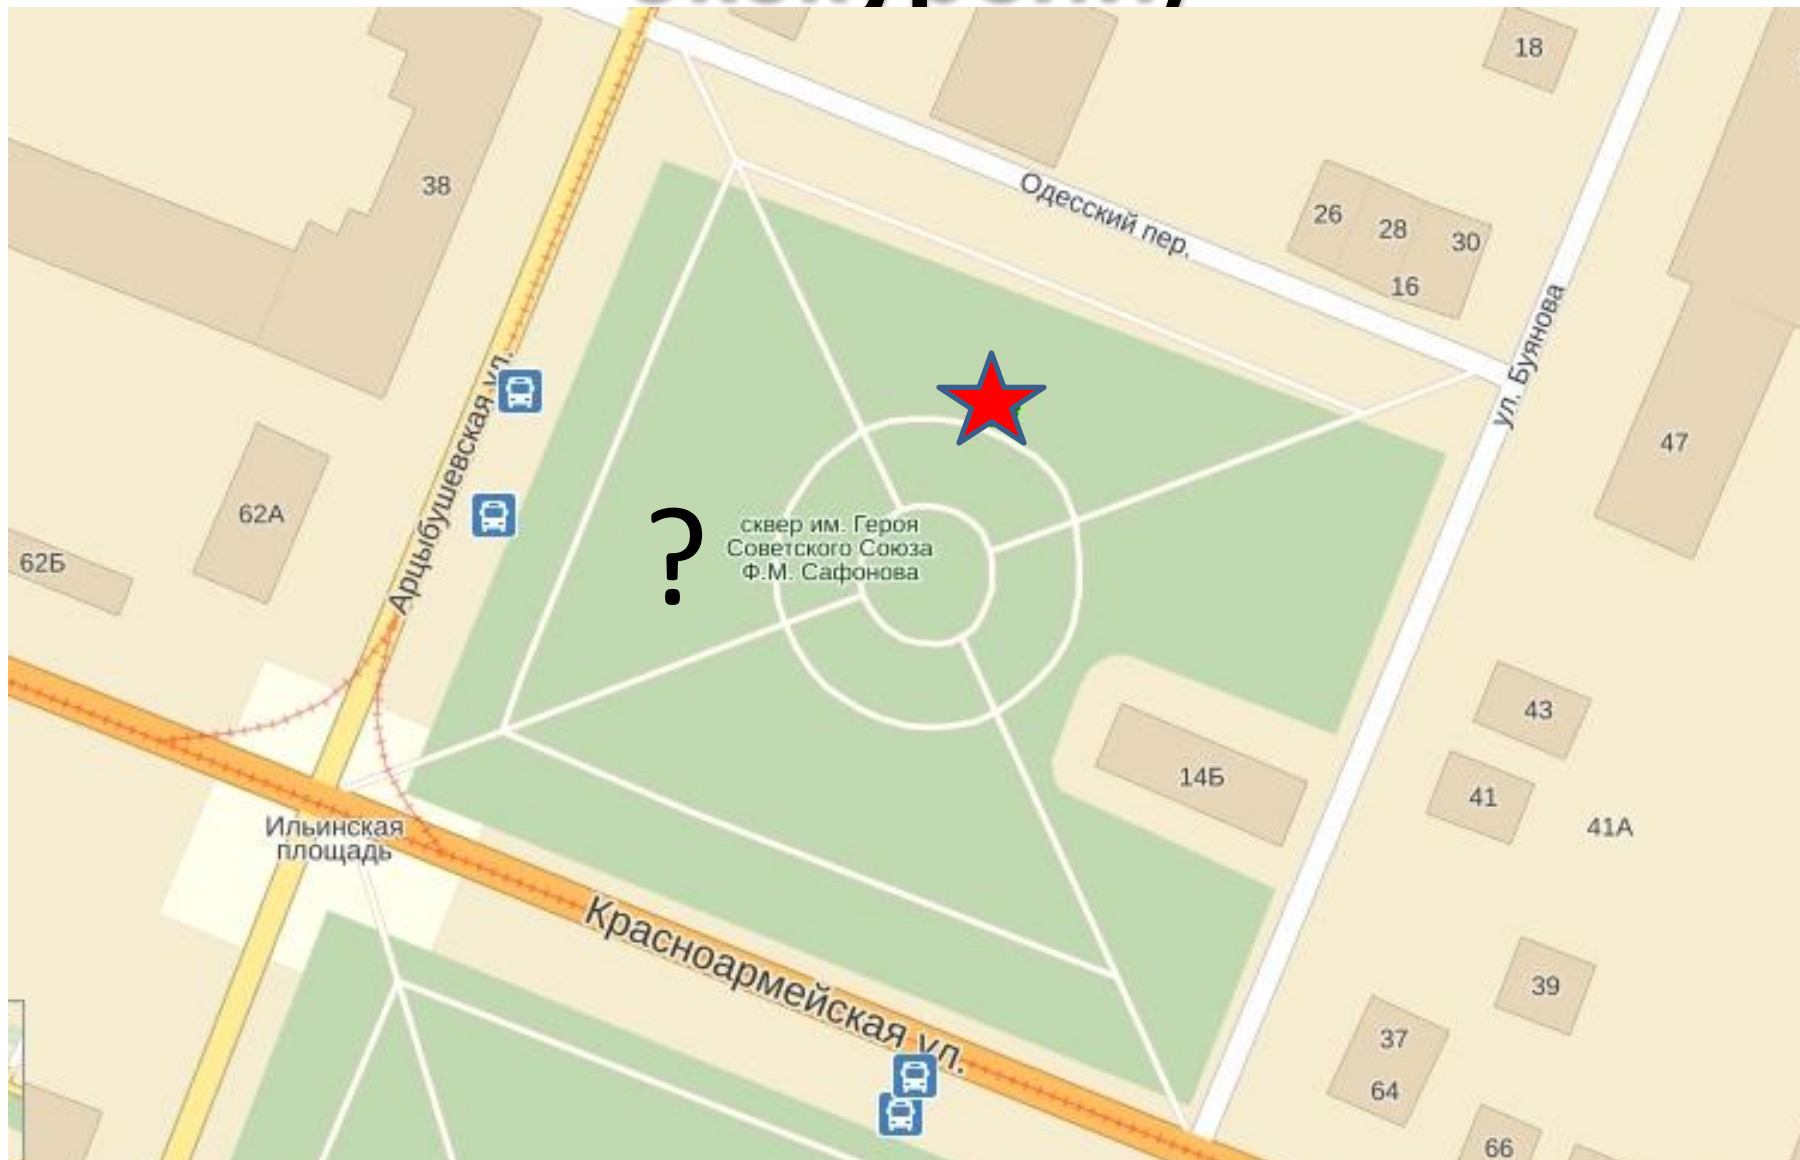 18
38
Одесский пер.
26
28
30
16
ул. Буянова
Арцыбушевская ул.
47
62А
62Б
?
сквер им. Героя
Советского Союза
Ф.М. Сафонова
43
14Б
41
41А
Ильинская
площадь
Красноармейская ул.
39
37
64
66